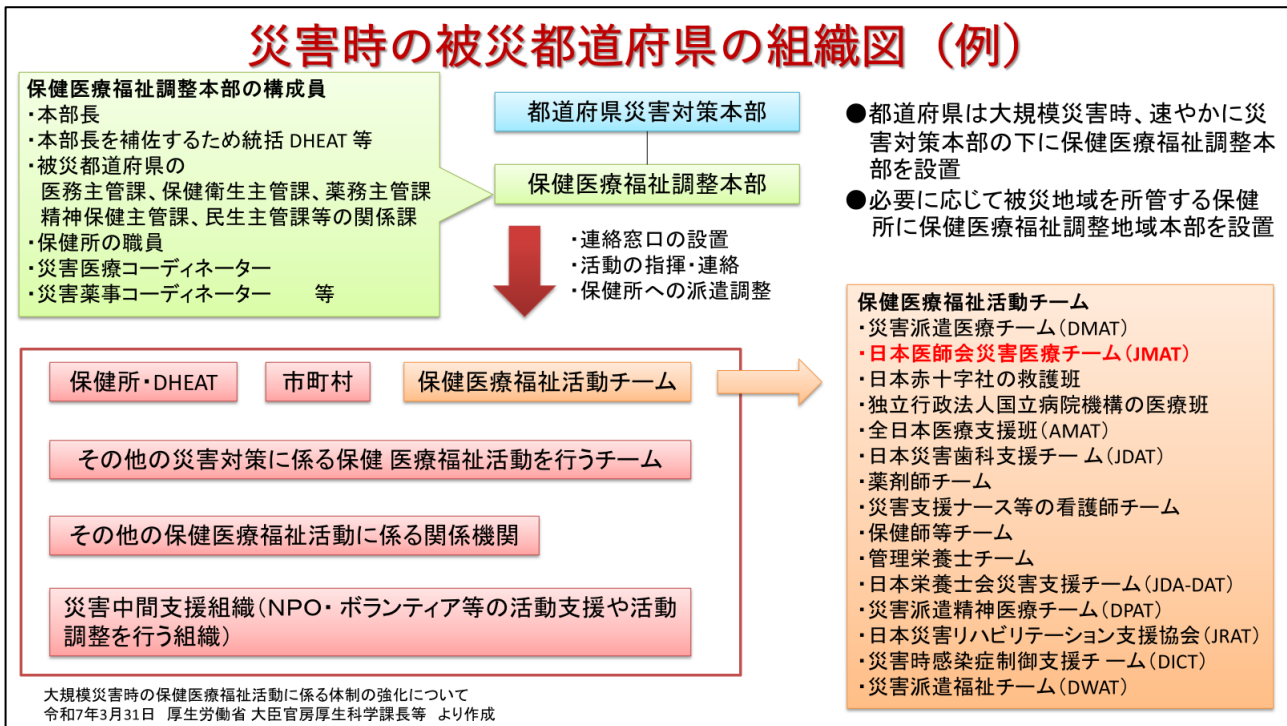 災害時の被災都道府県の組織図（例）
保健医療福祉調整本部の構成員
・本部長
・本部長を補佐するため統括 DHEAT 等
・被災都道府県の
医務主管課、保健衛生主管課、薬務主管課
精神保健主管課、民生主管課等の関係課
・保健所の職員
・災害医療コーディネーター
・災害薬事コーディネーター　　等
都道府県災害対策本部
保健医療福祉調整本部
・連絡窓口の設置
・活動の指揮・連絡
・保健所への派遣調整
●都道府県は大規模災害時、速やかに災
害対策本部の下に保健医療福祉調整本
部を設置
●必要に応じて被災地域を所管する保健
所に保健医療福祉調整地域本部を設置
保健所・DHEAT
市町村
保健医療福祉活動チーム
その他の災害対策に係る保健 医療福祉活動を行うチーム
その他の保健医療福祉活動に係る関係機関
災害中間支援組織（NPO・ ボランティア等の活動支援や活動
調整を行う組織）
保健医療福祉活動チーム
・災害派遣医療チーム（DMAT）
・日本医師会災害医療チーム（JMAT）
・日本赤十字社の救護班
・独立行政法人国立病院機構の医療班
・全日本医療支援班（AMAT）
・日本災害歯科支援チー ム（JDAT）
・薬剤師チーム
・災害支援ナース等の看護師チーム
・保健師等チーム
・管理栄養士チーム
・日本栄養士会災害支援チーム（JDA-DAT）
・災害派遣精神医療チーム（DPAT）
・日本災害リハビリテーション支援協会（JRAT）
・災害時感染症制御支援チ ーム（DICT）
・災害派遣福祉チーム（DWAT）
大規模災害時の保健医療福祉活動に係る体制の強化について
令和7年3月31日　厚生労働省 大臣官房厚生科学課長等　より作成